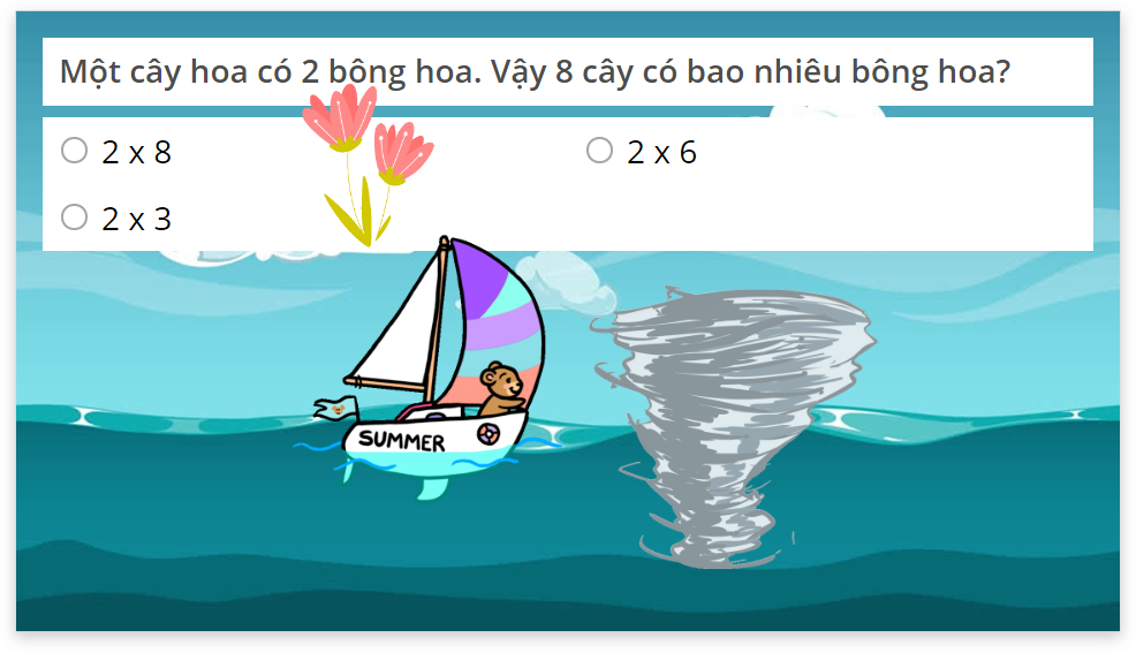 Một cây hoa có 2 bông hoa. Vậy 8 cây có bao nhiêu bông hoa?
2 x 8
2 x 6
2 x 3
SUMMER